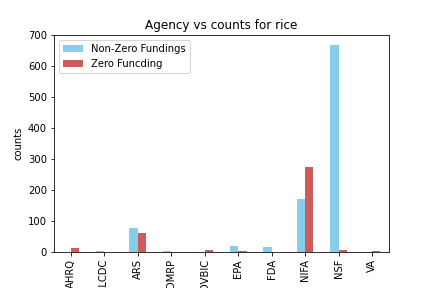 Agency vs counts for rice
Non-Zero Fundings
Zero Funcding
counts
700
600
500
400
300
200
100
0
AHRQ
ARS
EPA
FDA
NIFA
NSF
VA